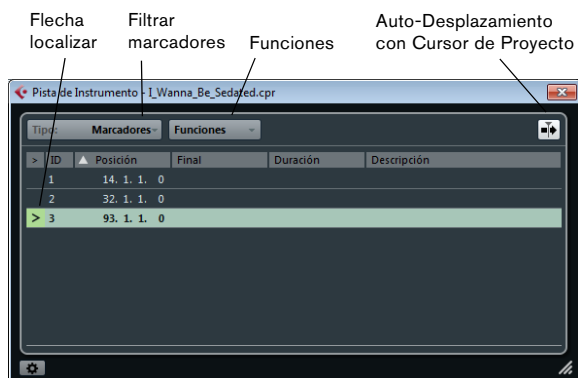 Flecha localizar
Filtrar marcadores
Funciones
Auto-Desplazamiento con Cursor de Proyecto
Pista de Instrumento - I_Wanna_Be_Sedated.cpr
Tipo: Marcadores Funciones
> ID Posición Final Duración Descripción
1 14. 1. 1. 0
2 32. 1. 1. 0
> 3 93. 1. 1. 0